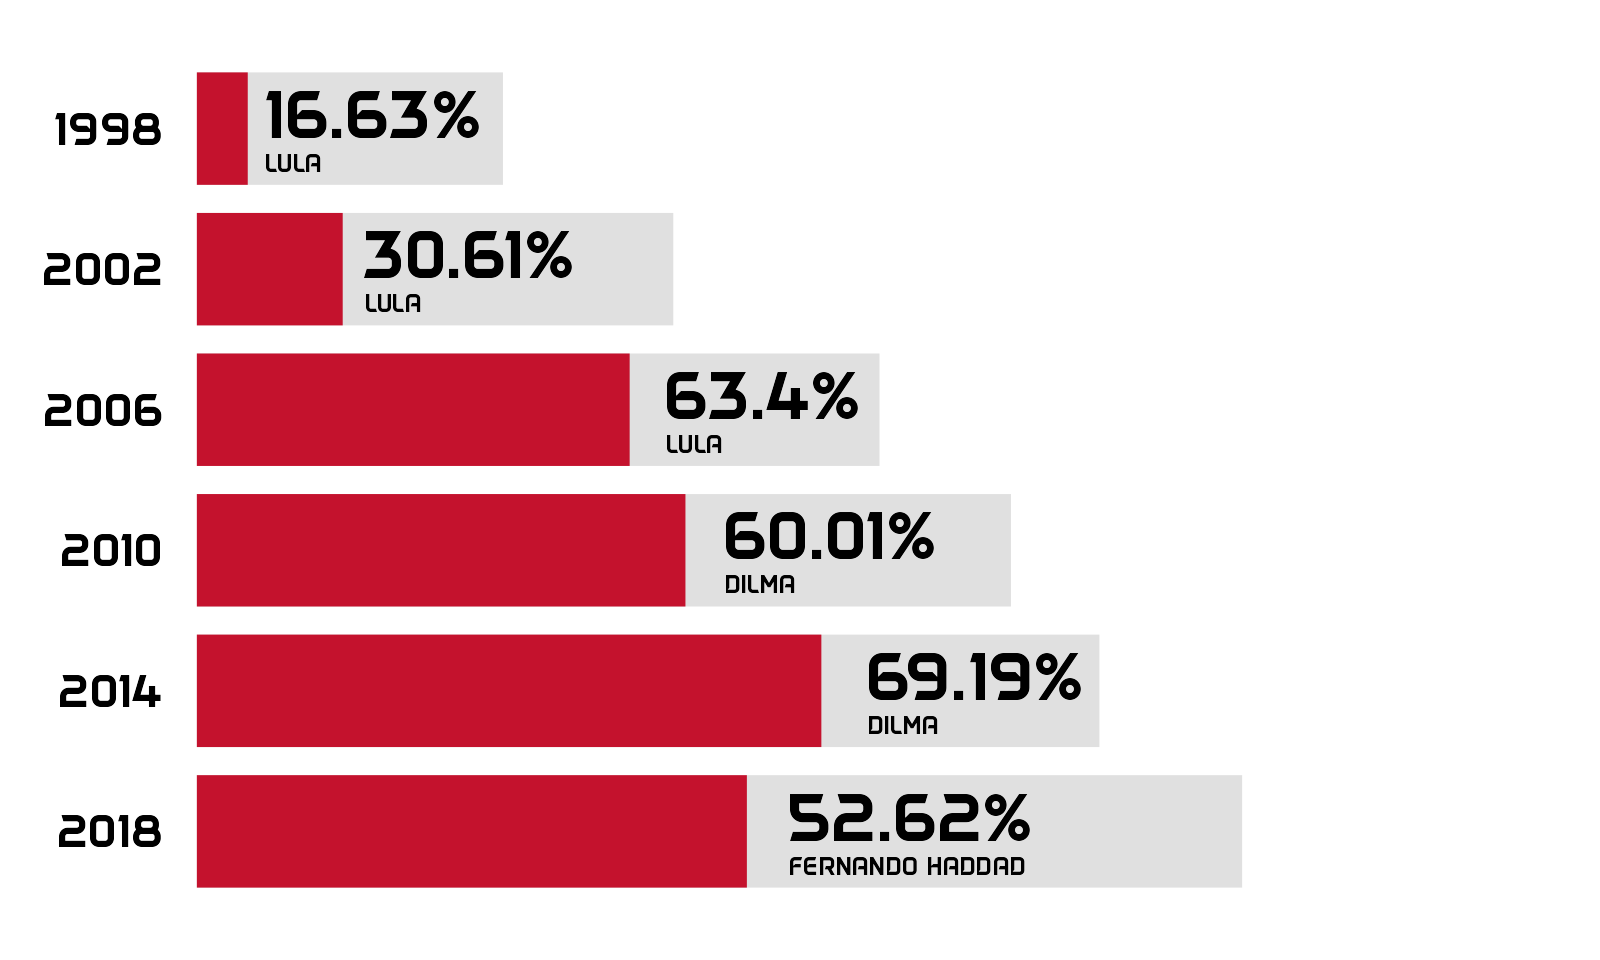 1998
16.63%
LULA
2002
30.61%
LULA
2006
63.4%
LULA
2010
60.01%
DILMA
2014
69.19%
DILMA
2018
52.62%
FERNANDO HADDAD